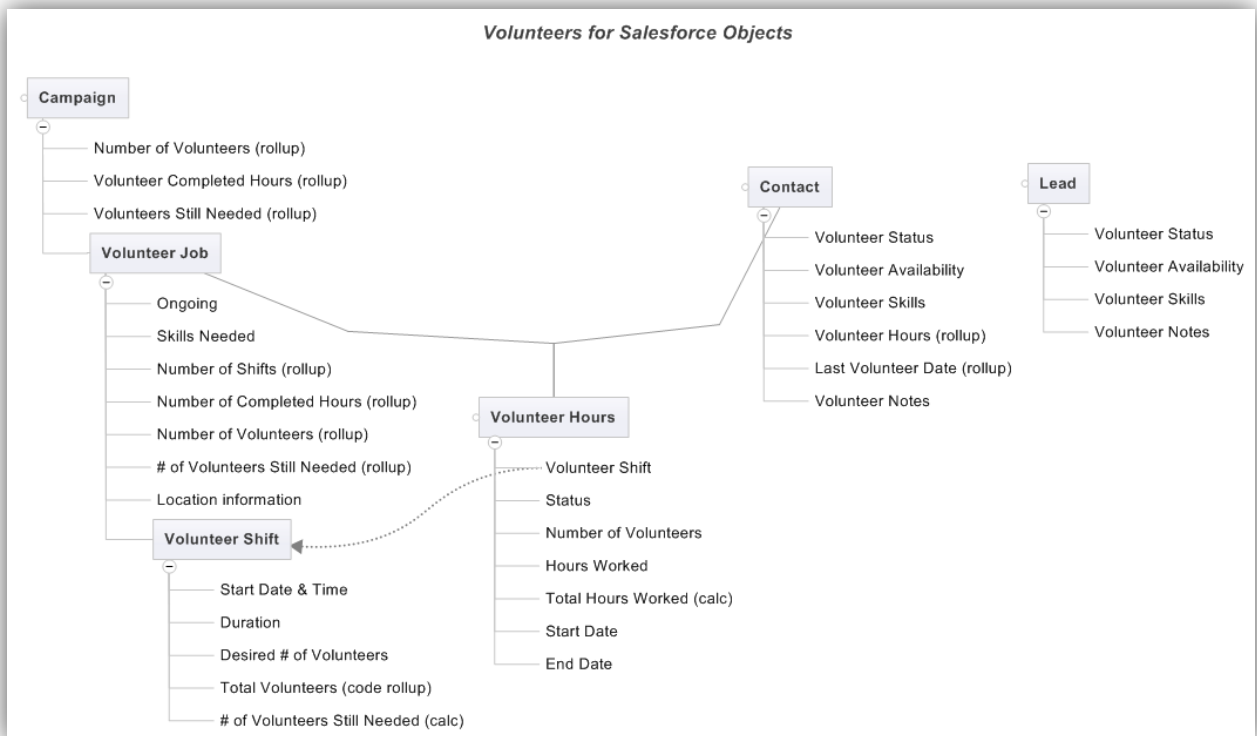 Volunteers for Salesforce Objects
Campaign
Number of Volunteers (rollup)
Volunteer Completed Hours (rollup)
Volunteers Still Needed (rollup)
Volunteer Job
Ongoing
Skills Needed
Number of Shifts (rollup)
Number of Completed Hours (rollup)
Number of Volunteers (rollup)
# of Volunteers Still Needed (rollup)
Location information
Volunteer Shift
Start Date & Time
Duration
Desired # of Volunteers
Total Volunteers (code rollup)
# of Volunteers Still Needed (calc)
Volunteer Hours
Volunteer Shift
Status
Number of Volunteers
Hours Worked
Total Hours Worked (calc)
Start Date
End Date
Contact
Volunteer Status
Volunteer Availability
Volunteer Skills
Volunteer Hours (rollup)
Last Volunteer Date (rollup)
Volunteer Notes
Lead
Volunteer Status
Volunteer Availability
Volunteer Skills
Volunteer Notes